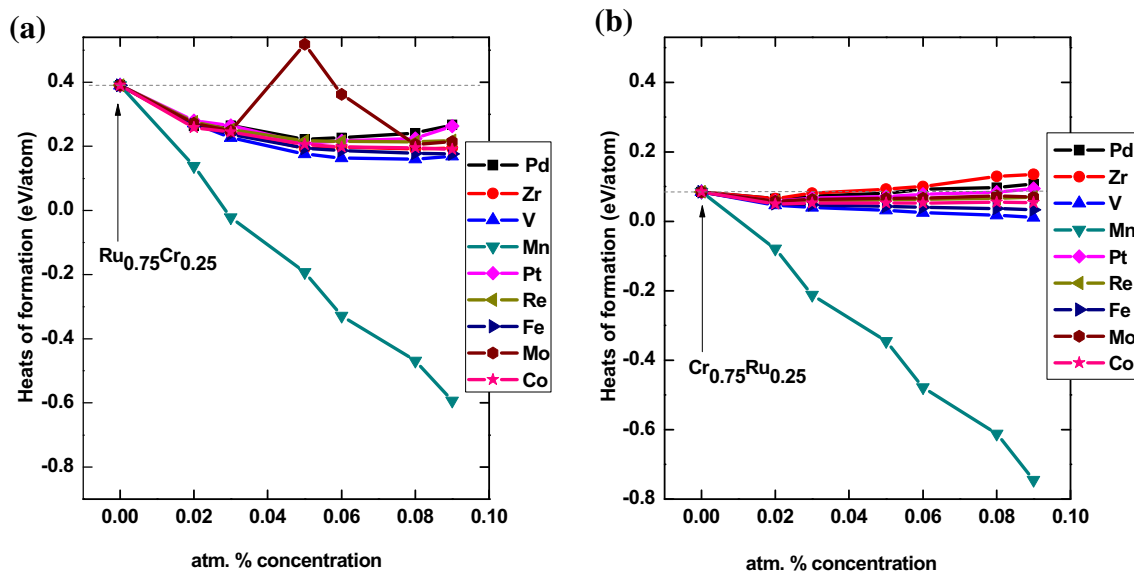 (a)
Heats of formation (eV/atom)
0.4
0.2
0.0
-0.2
-0.4
-0.6
-0.8
Ru0.75Cr0.25
Pd
Zr
V
Mn
Pt
Re
Fe
Mo
Co
0.00 0.02 0.04 0.06 0.08 0.10
atm. % concentration
(b)
Heats of formation (eV/atom)
0.4
0.2
0.0
-0.2
-0.4
-0.6
-0.8
Cr0.75Ru0.25
Pd
Zr
V
Mn
Pt
Re
Fe
Mo
Co
0.00 0.02 0.04 0.06 0.08 0.10
atm. % concentration